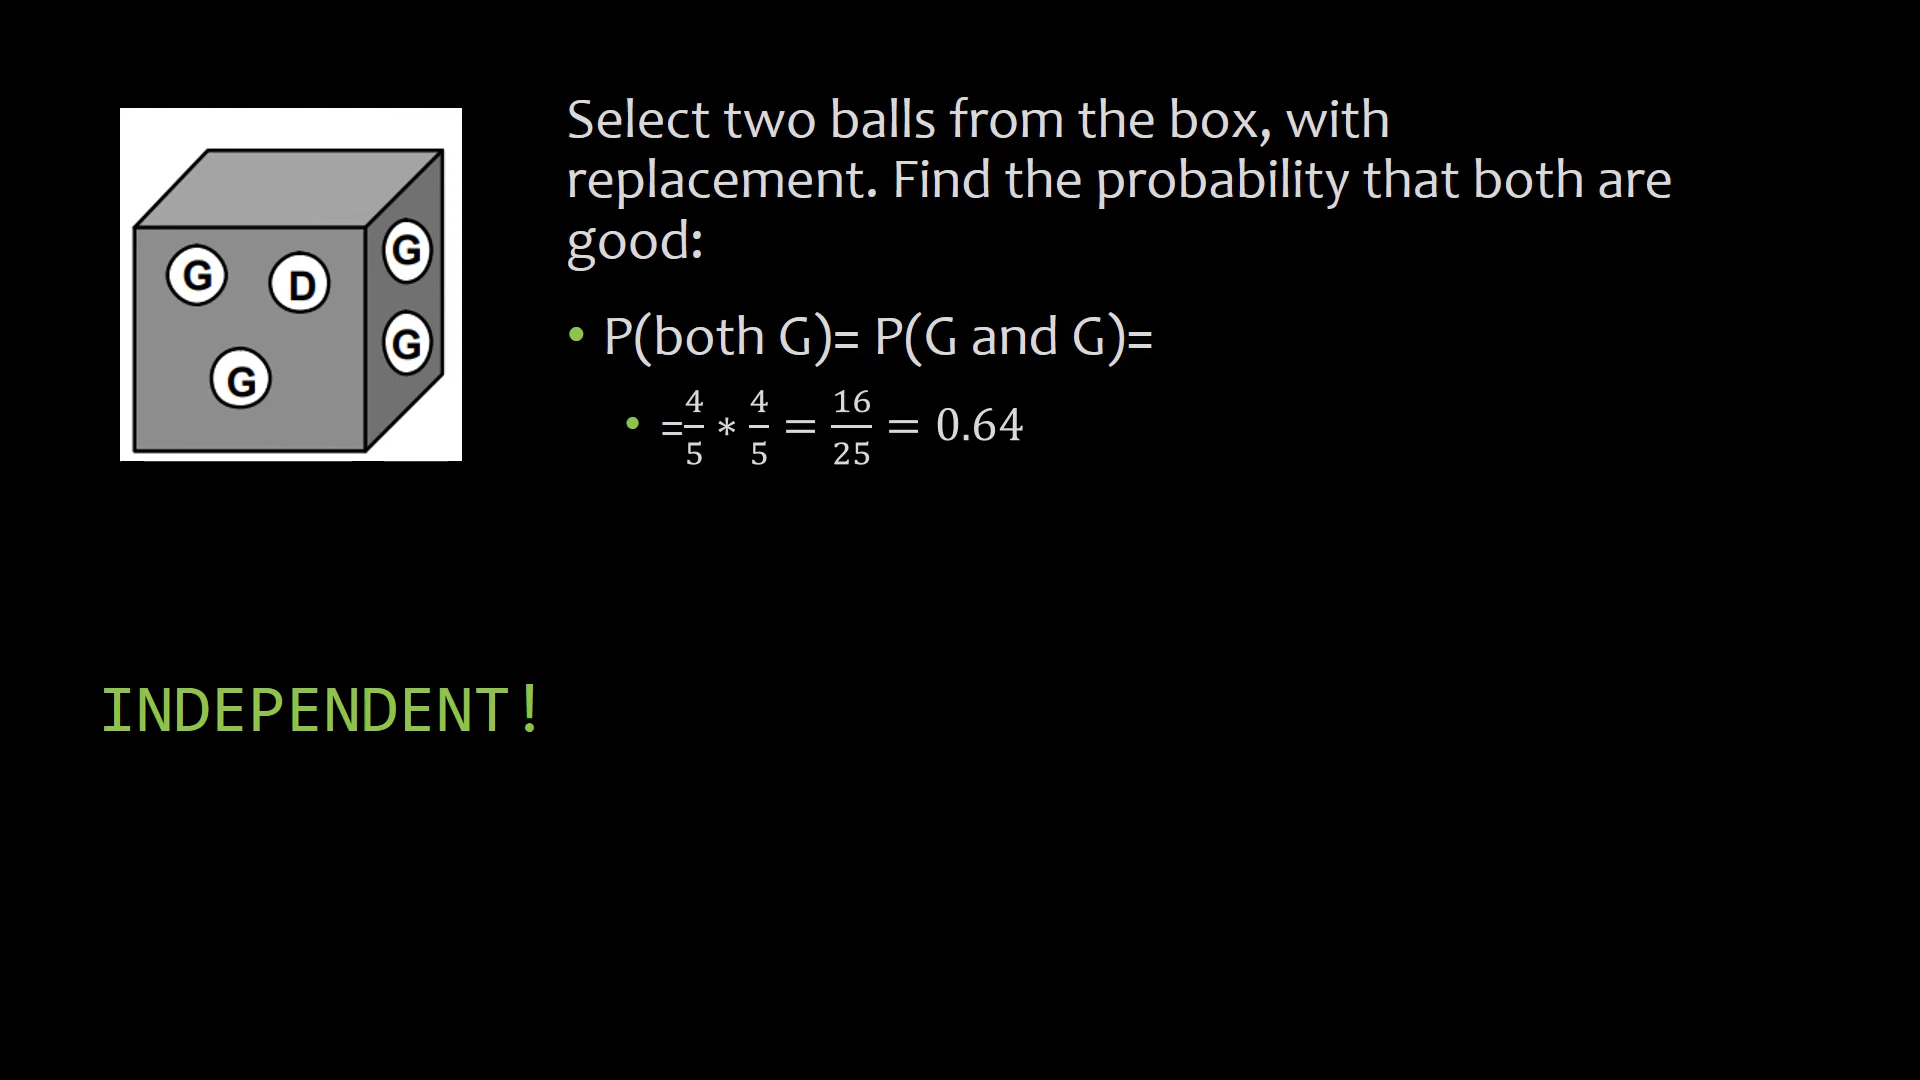 G
D
G
G
G
Select two balls from the box, with
replacement. Find the probability that both are
good:
• P(both G)= P(G and G)=
• =4/5 ∗ 4/5 = 16/25 = 0.64
INDEPENDENT!